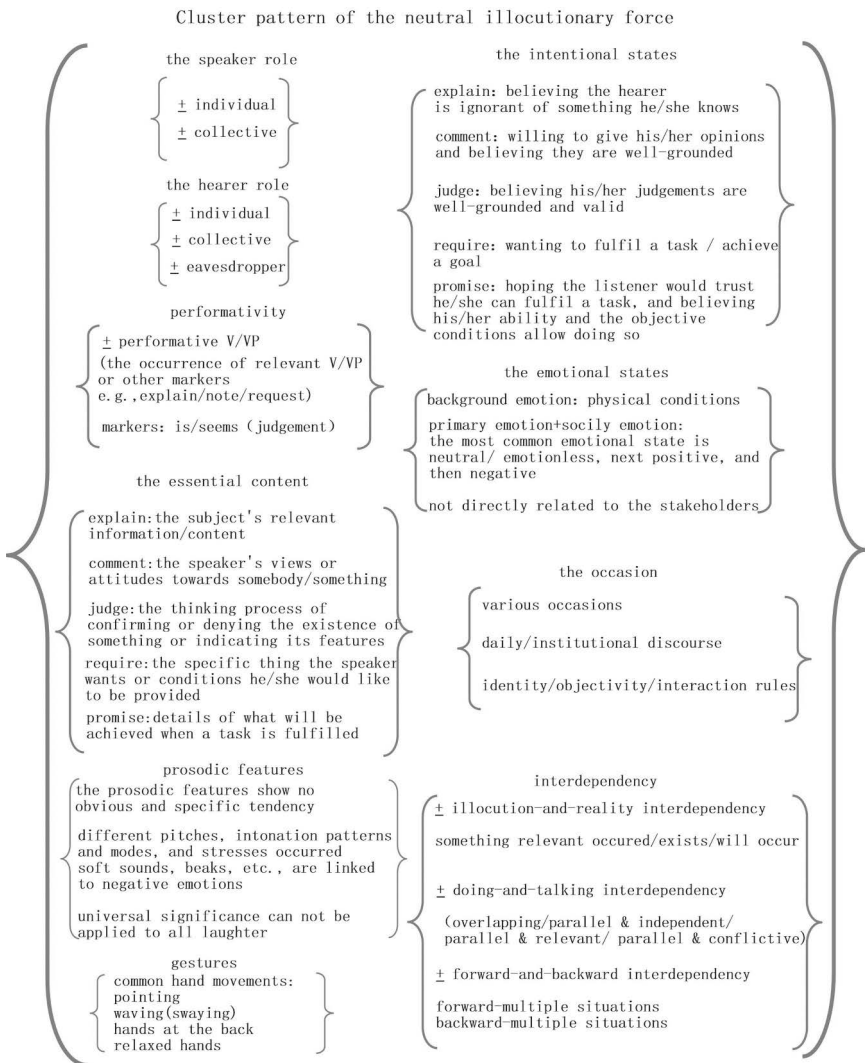 Cluster pattern of the neutral illocutionary force
the speaker role
± individual
± collective
the hearer role
± individual
± collective
± eavesdropper
performativity
± performative V/VP
(the occurrence of relevant V/VP
or other markers
e.g.,explain/note/request)
markers: is/seems (judgement)
the essential content
explain:the subject's relevant
information/content
comment:the speaker's views or
attitudes towards somebody/something
judge:the thinking process of
confirming or denying the existence of
something or indicating its features
require:the specific thing the speaker
wants or conditions he/she would like
to be provided
promise:details of what will be
achieved when a task is fulfilled
prosodic features
the prosodic features show no
obvious and specific tendency
different pitches, intonation patterns
and modes, and stresses occurred
soft sounds, beaks, etc., are linked
to negative emotions
universal significance can not be
applied to all laughter
gestures
common hand movements:
pointing
waving(swaying)
hands at the back
relaxed hands
the intentional states
explain: believing the hearer
is ignorant of something he/she knows
comment: willing to give his/her opinions
and believing they are well-grounded
judge: believing his/her judgements are
well-grounded and valid
require: wanting to fulfil a task / achieve
a goal
promise: hoping the listener would trust
he/she can fulfil a task, and believing
his/her ability and the objective
conditions allow doing so
the emotional states
background emotion: physical conditions
primary emotion+socily emotion:
the most common emotional state is
neutral/ emotionless, next positive, and
then negative
not directly related to the stakeholders
the occasion
various occasions
daily/institutional discourse
identity/objectivity/interaction rules
interdependency
± illocution-and-reality interdependency
something relevant occured/exists/will occur
± doing-and-talking interdependency
(overlapping/parallel & independent/
parallel & relevant/ parallel & conflictive)
± forward-and-backward interdependency
forward-multiple situations
backward-multiple situations